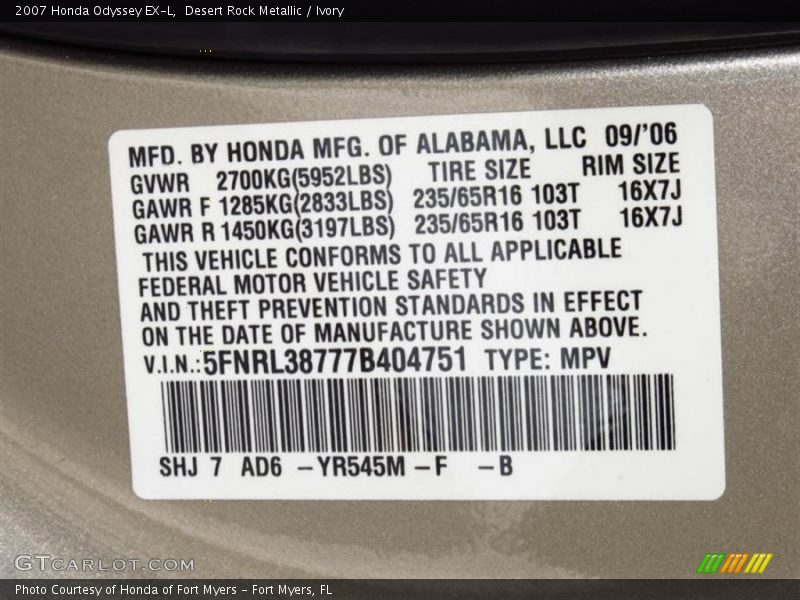 2007 Honda Odyssey EX-L,  Desert Rock Metallic / Ivory
MFD. BY HONDA MFG. OF ALABAMA, LLC 09/'06
GVWR 2700KG(5952LBS) TIRE SIZE RIM SIZE
GAWR F 1285KG(2833LBS) 235/65R16 103T 16X7J
GAWR R 1450KG(3197LBS) 235/65R16 103T 16X7J
THIS VEHICLE CONFORMS TO ALL APPLICABLE
FEDERAL MOTOR VEHICLE SAFETY
AND THEFT PREVENTION STANDARDS IN EFFECT
ON THE DATE OF MANUFACTURE SHOWN ABOVE.
V.I.N.:5FNRL38777B404751 TYPE: MPV
SHJ 7 AD6 –YR545M –F –B
GTCARLOT.COM
Photo Courtesy of Honda of Fort Myers - Fort Myers, FL